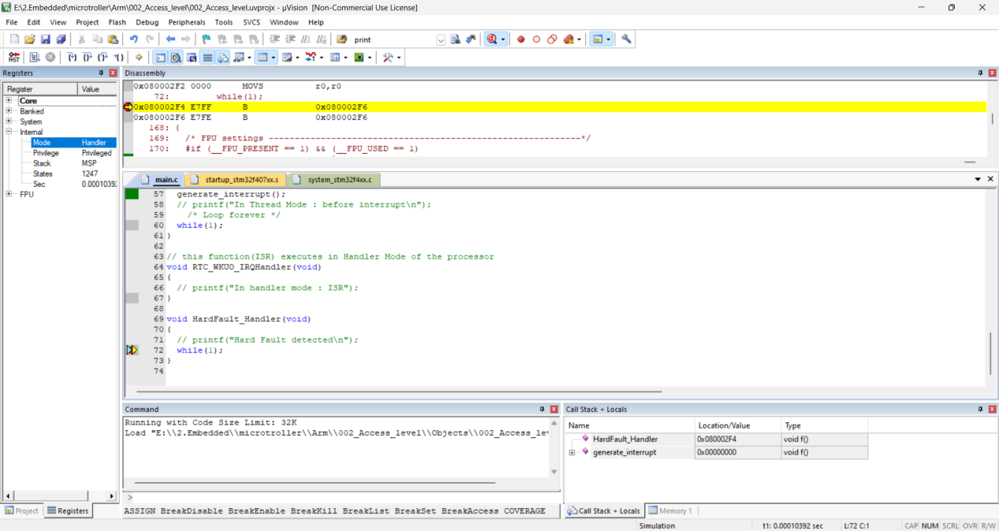 E:\2.Embedded\microtroller\Arm\002_Access_level\002_Access_level.uvprojx - µVision [Non-Commercial Use License]
File Edit View Project Flash Debug Peripherals Tools SVCS Window Help
print
RST
Registers
Register Value
Core
Banked
System
Internal
Mode Handler
Privilege Privileged
Stack MSP
States 1247
Sec 0.00010392
FPU
Project Registers
Disassembly
0x080002F2 0000 MOVS r0,r0
72: while(1);
0x080002F4 E7FF B 0x080002F6
0x080002F6 E7FE B 0x080002F6
168: {
169: /* FPU settings ------------------------------------------------------------*/
170: #if (__FPU_PRESENT == 1) && (__FPU_USED == 1)
main.c startup_stm32f407xx.s system_stm32f4xx.c
57 generate_interrupt();
58 // printf("In Thread Mode : before interrupt\n");
59 /* Loop forever */
60 while(1);
61 }
62
63 // this function(ISR) executes in Handler Mode of the processor
64 void RTC_WKUO_IRQHandler(void)
65 {
66 // printf("In handler mode : ISR");
67 }
68
69 void HardFault_Handler(void)
70 {
71 // printf("Hard Fault detected\n");
72 while(1);
73 }
74
Command
Running with Code Size Limit: 32K
Load "E:\\2.Embedded\\microtroller\\Arm\\002_Access_level\\Objects\\002_Access_lev
>
ASSIGN BreakDisable BreakEnable BreakKill BreakList BreakSet BreakAccess COVERAGE
Call Stack + Locals
Name Location/Value Type
HardFault_Handler 0x080002F4 void f()
generate_interrupt 0x00000000 void f()
Call Stack + Locals Memory 1
Simulation t1: 0.00010392 sec L:72 C:1 CAP NUM SCRL OVR R/W